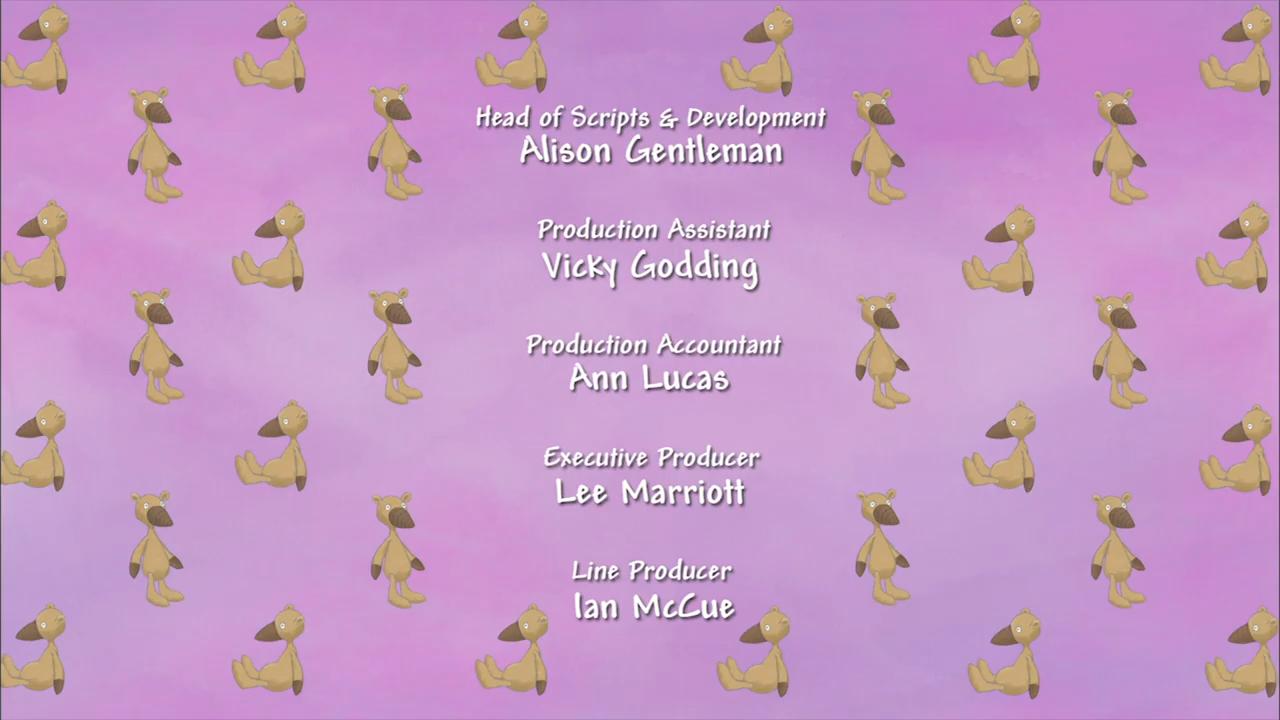 Head of Scripts & Development
Alison Gentleman
Production Assistant
Vicky Godding
Production Accountant
Ann Lucas
Executive Producer
Lee Marriott
Line Producer
Ian McCue